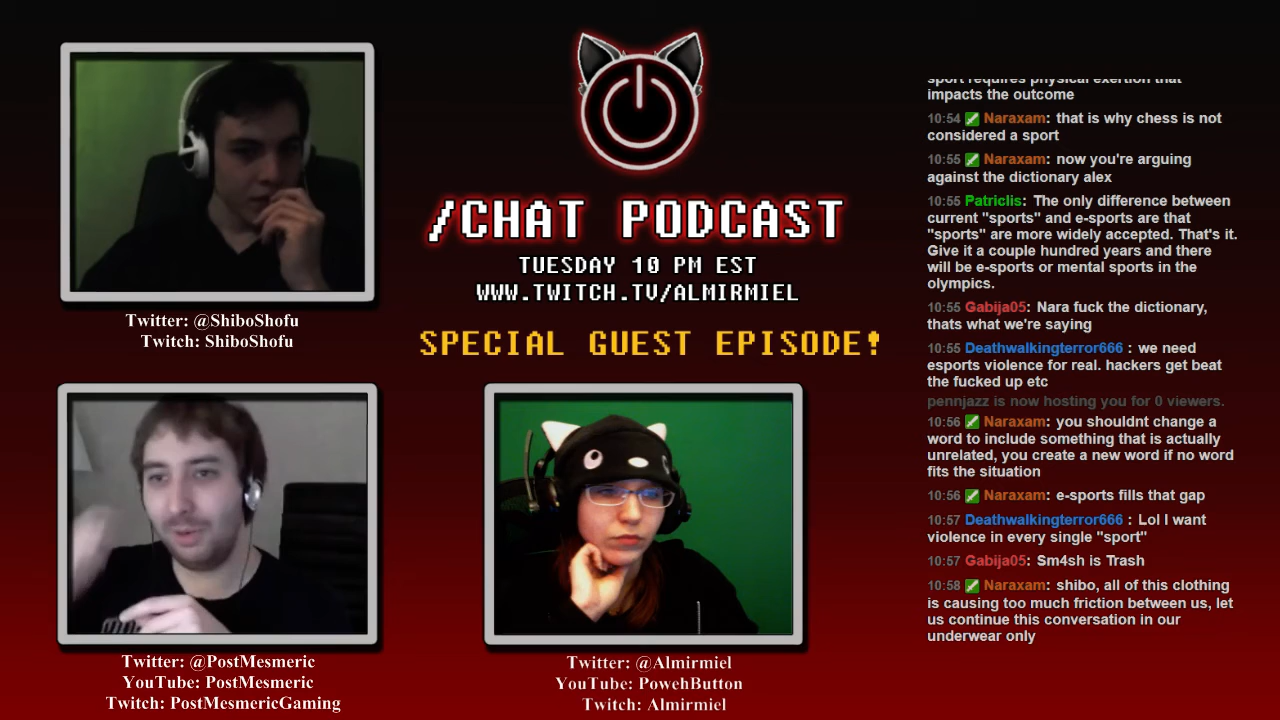 /CHAT PODCAST
TUESDAY 10 PM EST
WWW.TWITCH.TV/ALMIRMIEL
SPECIAL GUEST EPISODE!
Twitter: @ShiboShofu
Twitch: ShiboShofu
Twitter: @PostMesmeric
YouTube: PostMesmeric
Twitch: PostMesmericGaming
Twitter: @Almirmiel
YouTube: PowehButton
Twitch: Almirmiel
sport requires physical exertion that
impacts the outcome
10:54 Naraxam: that is why chess is not
considered a sport
10:55 Naraxam: now you're arguing
against the dictionary alex
10:55 Patriclis: The only difference between
current "sports" and e-sports are that
"sports" are more widely accepted. That's it.
Give it a couple hundred years and there
will be e-sports or mental sports in the
olympics.
10:55 Gabija05: Nara fuck the dictionary,
thats what we're saying
10:55 Deathwalkingterror666 : we need
esports violence for real. hackers get beat
the fucked up etc
pennjazz is now hosting you for 0 viewers.
10:56 Naraxam: you shouldnt change a
word to include something that is actually
unrelated, you create a new word if no word
fits the situation
10:56 Naraxam: e-sports fills that gap
10:57 Deathwalkingterror666 : Lol I want
violence in every single "sport"
10:57 Gabija05: Sm4sh is Trash
10:58 Naraxam: shibo, all of this clothing
is causing too much friction between us, let
us continue this conversation in our
underwear only